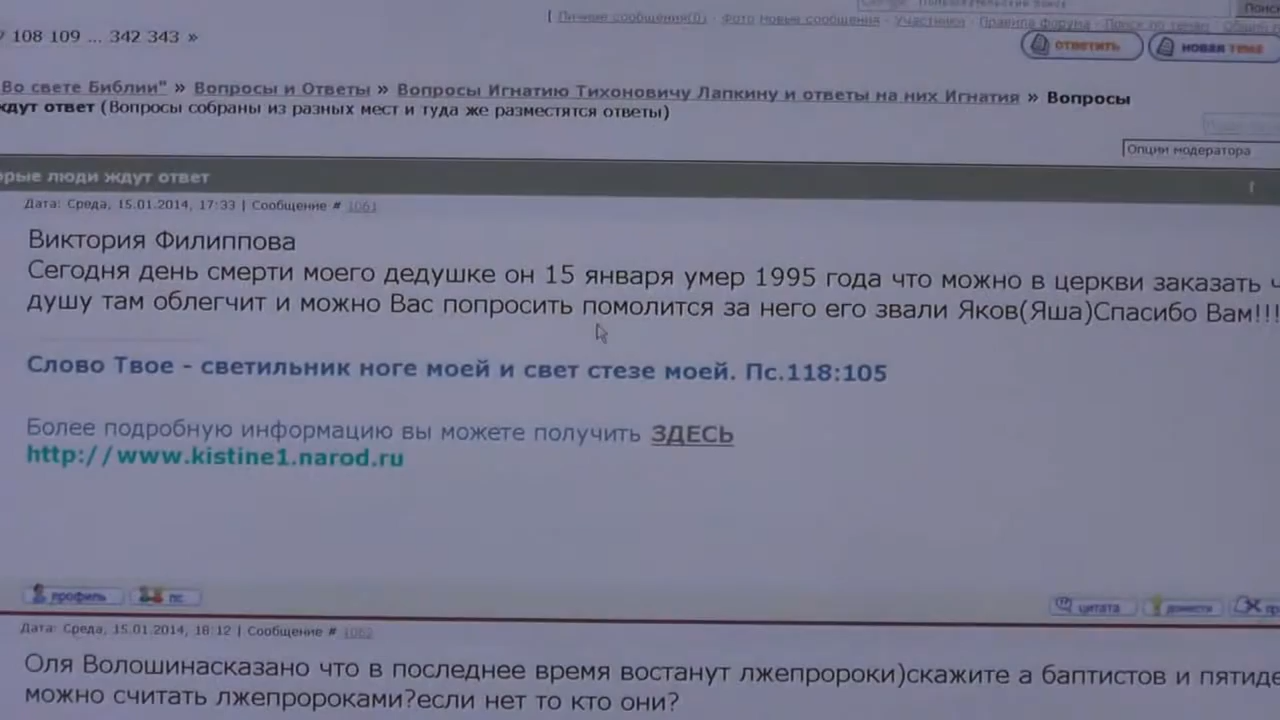 [ Личные сообщения(0) · Фото новые сообщения · Участники · Правила форума · Поиск по темам
7 108 109 ... 342 343 »
ответить новая тема
Во свете Библии" » Вопросы и Ответы » Вопросы Игнатию Тихоновичу Лапкину и ответы на них Игнатия » Вопросы
ждут ответ (Вопросы собраны из разных мест и туда же разместятся ответы)
Опции модератора
орые люди ждут ответ
Дата: Среда, 15.01.2014, 17:33 | Сообщение # 1061
Виктория Филиппова
Сегодня день смерти моего дедушке он 15 января умер 1995 года что можно в церкви заказать ч
душу там облегчит и можно Вас попросить помолится за него его звали Яков(Яша)Спасибо Вам!!!
Слово Твое - светильник ноге моей и свет стезе моей. Пс.118:105
Более подробную информацию вы можете получить ЗДЕСЬ
http://www.kistine1.narod.ru
профиль пс цитата
Дата: Среда, 15.01.2014, 18:12 | Сообщение # 1062
Оля Волошинасказано что в последнее время востанут лжепророки)скажите а баптистов и пятиде
можно считать лжепророками?если нет то кто они?